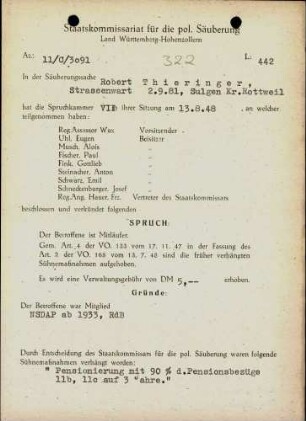 Staatskommissariat für die pol. Säuberung
Land Württemberg-Hohenzollern
Az.: 11/G/3091 322 L: 442
In der Säuberungssache
Robert Thieringer,
Strassenwart 2.9.81, Sulgen Kr.Rottweil
hat die Spruchkammer VII ihrer Sitzung am 13.8.48 , an welcher
teilgenommen haben:
Reg.Assessor Vorsitzender
Uhl, Eugen Beisitzer
Musch, Alois "
Fischer, Paul "
Fink, Gottlieb "
Steinacher, Anton "
Schwarz, Emil "
Schneckenburger, Josef "
Reg.Ang. Hauer, Frz. Vertreter des Staatskommissars
beschlossen und verkündet folgenden
SPRUCH:
Der Betroffene ist Mitläufer
Gem. Art. 4 der VO. 133 vom 17. 11. 47 in der Fassung des
Art. 3 der VO. 165 vom 13. 7. 48 sind die früher verhängten
Sühnemaßnahmen aufgehoben.
Es wird eine Verwaltungsgebühr von DM 5,-- erhoben.
Gründe:
Der Betroffene war Mitglied
NSDAP ab 1933, RdB
Durch Entscheidung des Staatskommissars für die pol. Säuberung waren folgende
Sühnemaßnahmen verhängt worden:
" Pensionierung mit 90 % d.Pensionsbezüge
11b, 11c auf 3 "ahre."